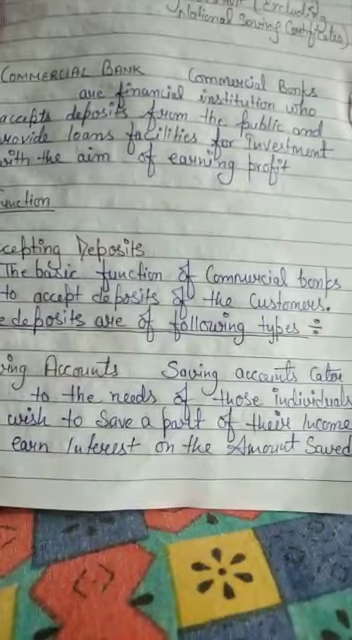 (Excluding
National Saving Certificates)
COMMERCIAL BANK Commercial Banks
are financial institution who
accepts deposits from the public and
rovide loans facilities for Investment
with the aim of earning profit
unction
ccepting Deposits
The basic function of Commercial banks
to accept deposits of the Customers.
e deposits are of following types :-
ing Accounts Saving accounts Cater
to the needs of those individuals
wish to Save a part of their Income
earn Interest on the Amount Saved